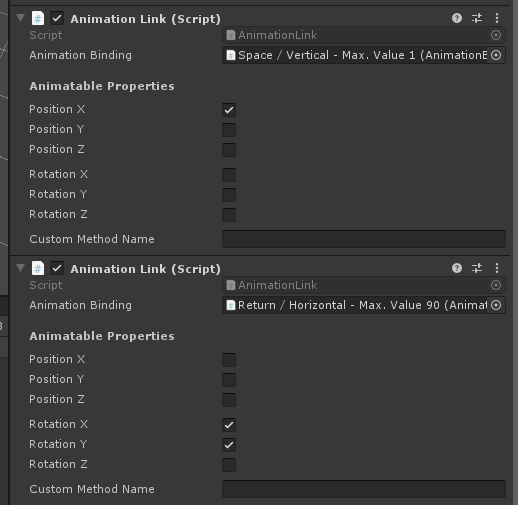 Animation Link (Script)
Script AnimationLink
Animation Binding Space / Vertical - Max. Value 1 (AnimationB
Animatable Properties
Position X
Position Y
Position Z
Rotation X
Rotation Y
Rotation Z
Custom Method Name
Animation Link (Script)
Script AnimationLink
Animation Binding Return / Horizontal - Max. Value 90 (Animat
Animatable Properties
Position X
Position Y
Position Z
Rotation X
Rotation Y
Rotation Z
Custom Method Name